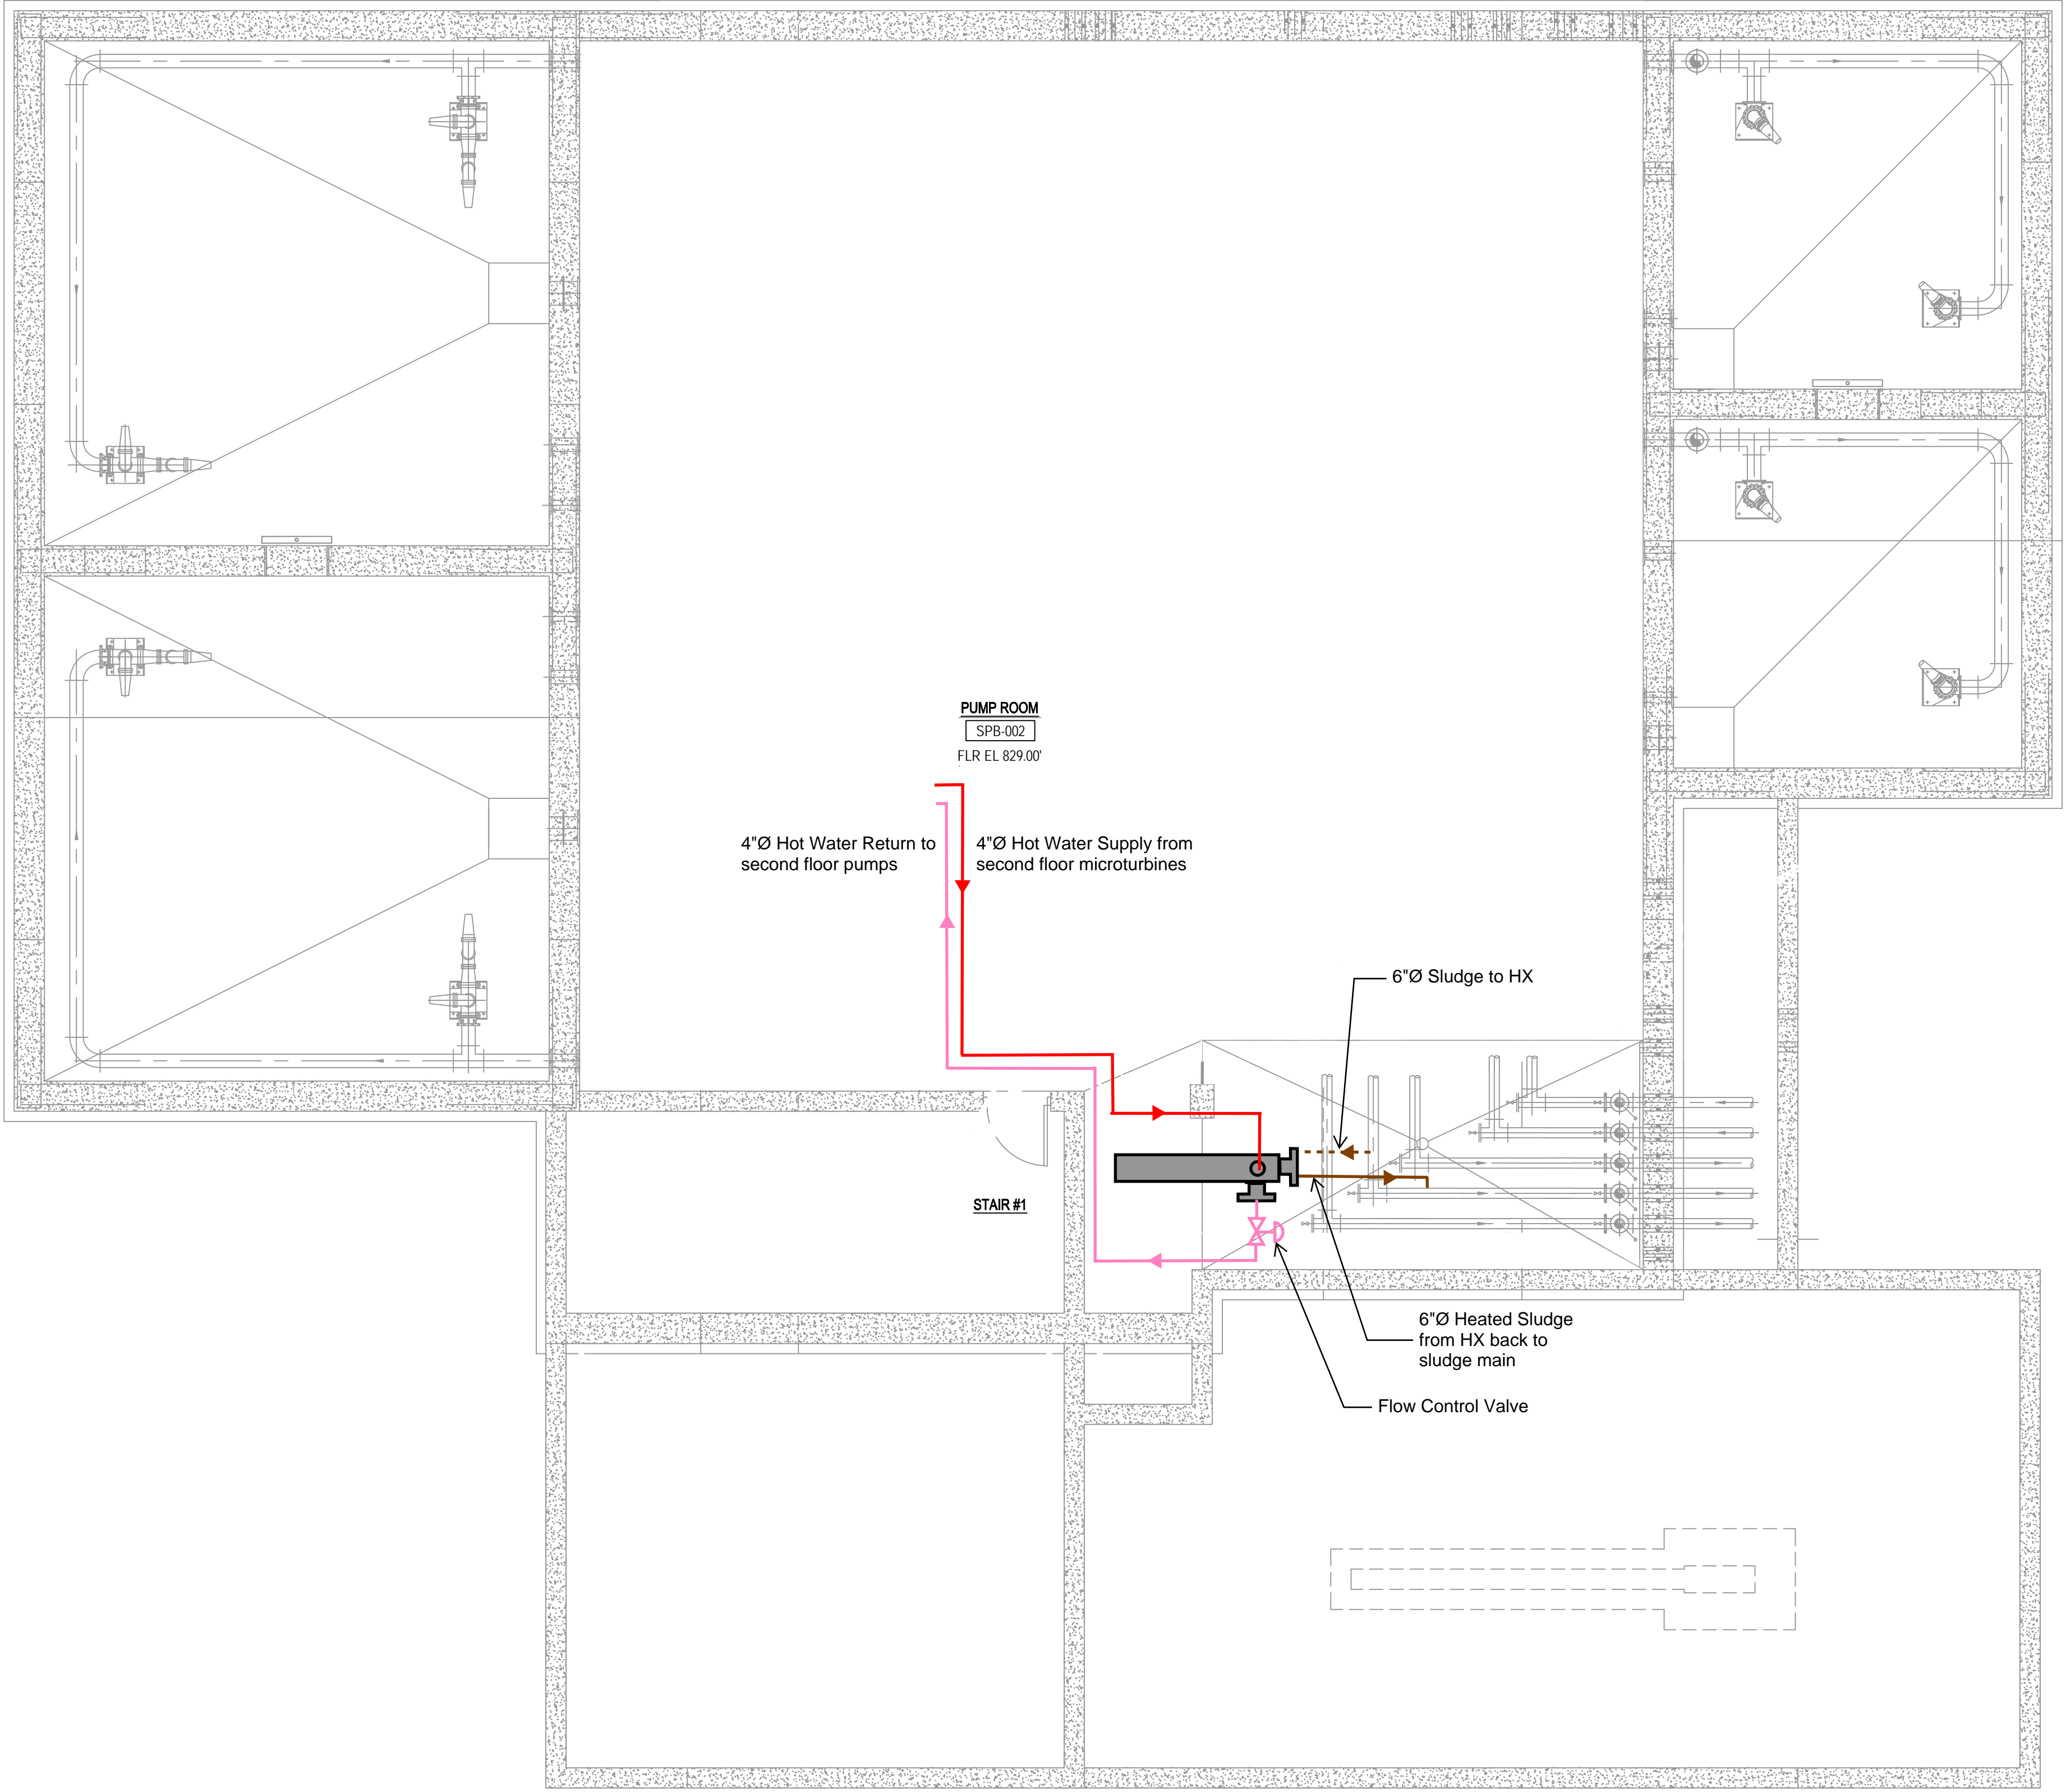 PUMP ROOM
SPB-002
FLR EL 829.00'
4"Ø Hot Water Return to
second floor pumps
4"Ø Hot Water Supply from
second floor microturbines
6"Ø Sludge to HX
STAIR #1
6"Ø Heated Sludge
from HX back to
sludge main
Flow Control Valve